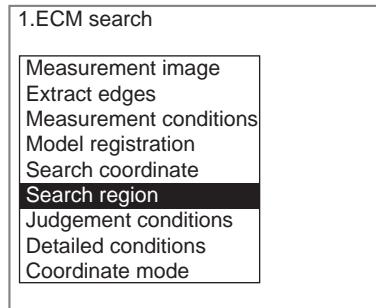 1.ECM search
Measurement image
Extract edges
Measurement conditions
Model registration
Search coordinate
Search region
Judgement conditions
Detailed conditions
Coordinate mode